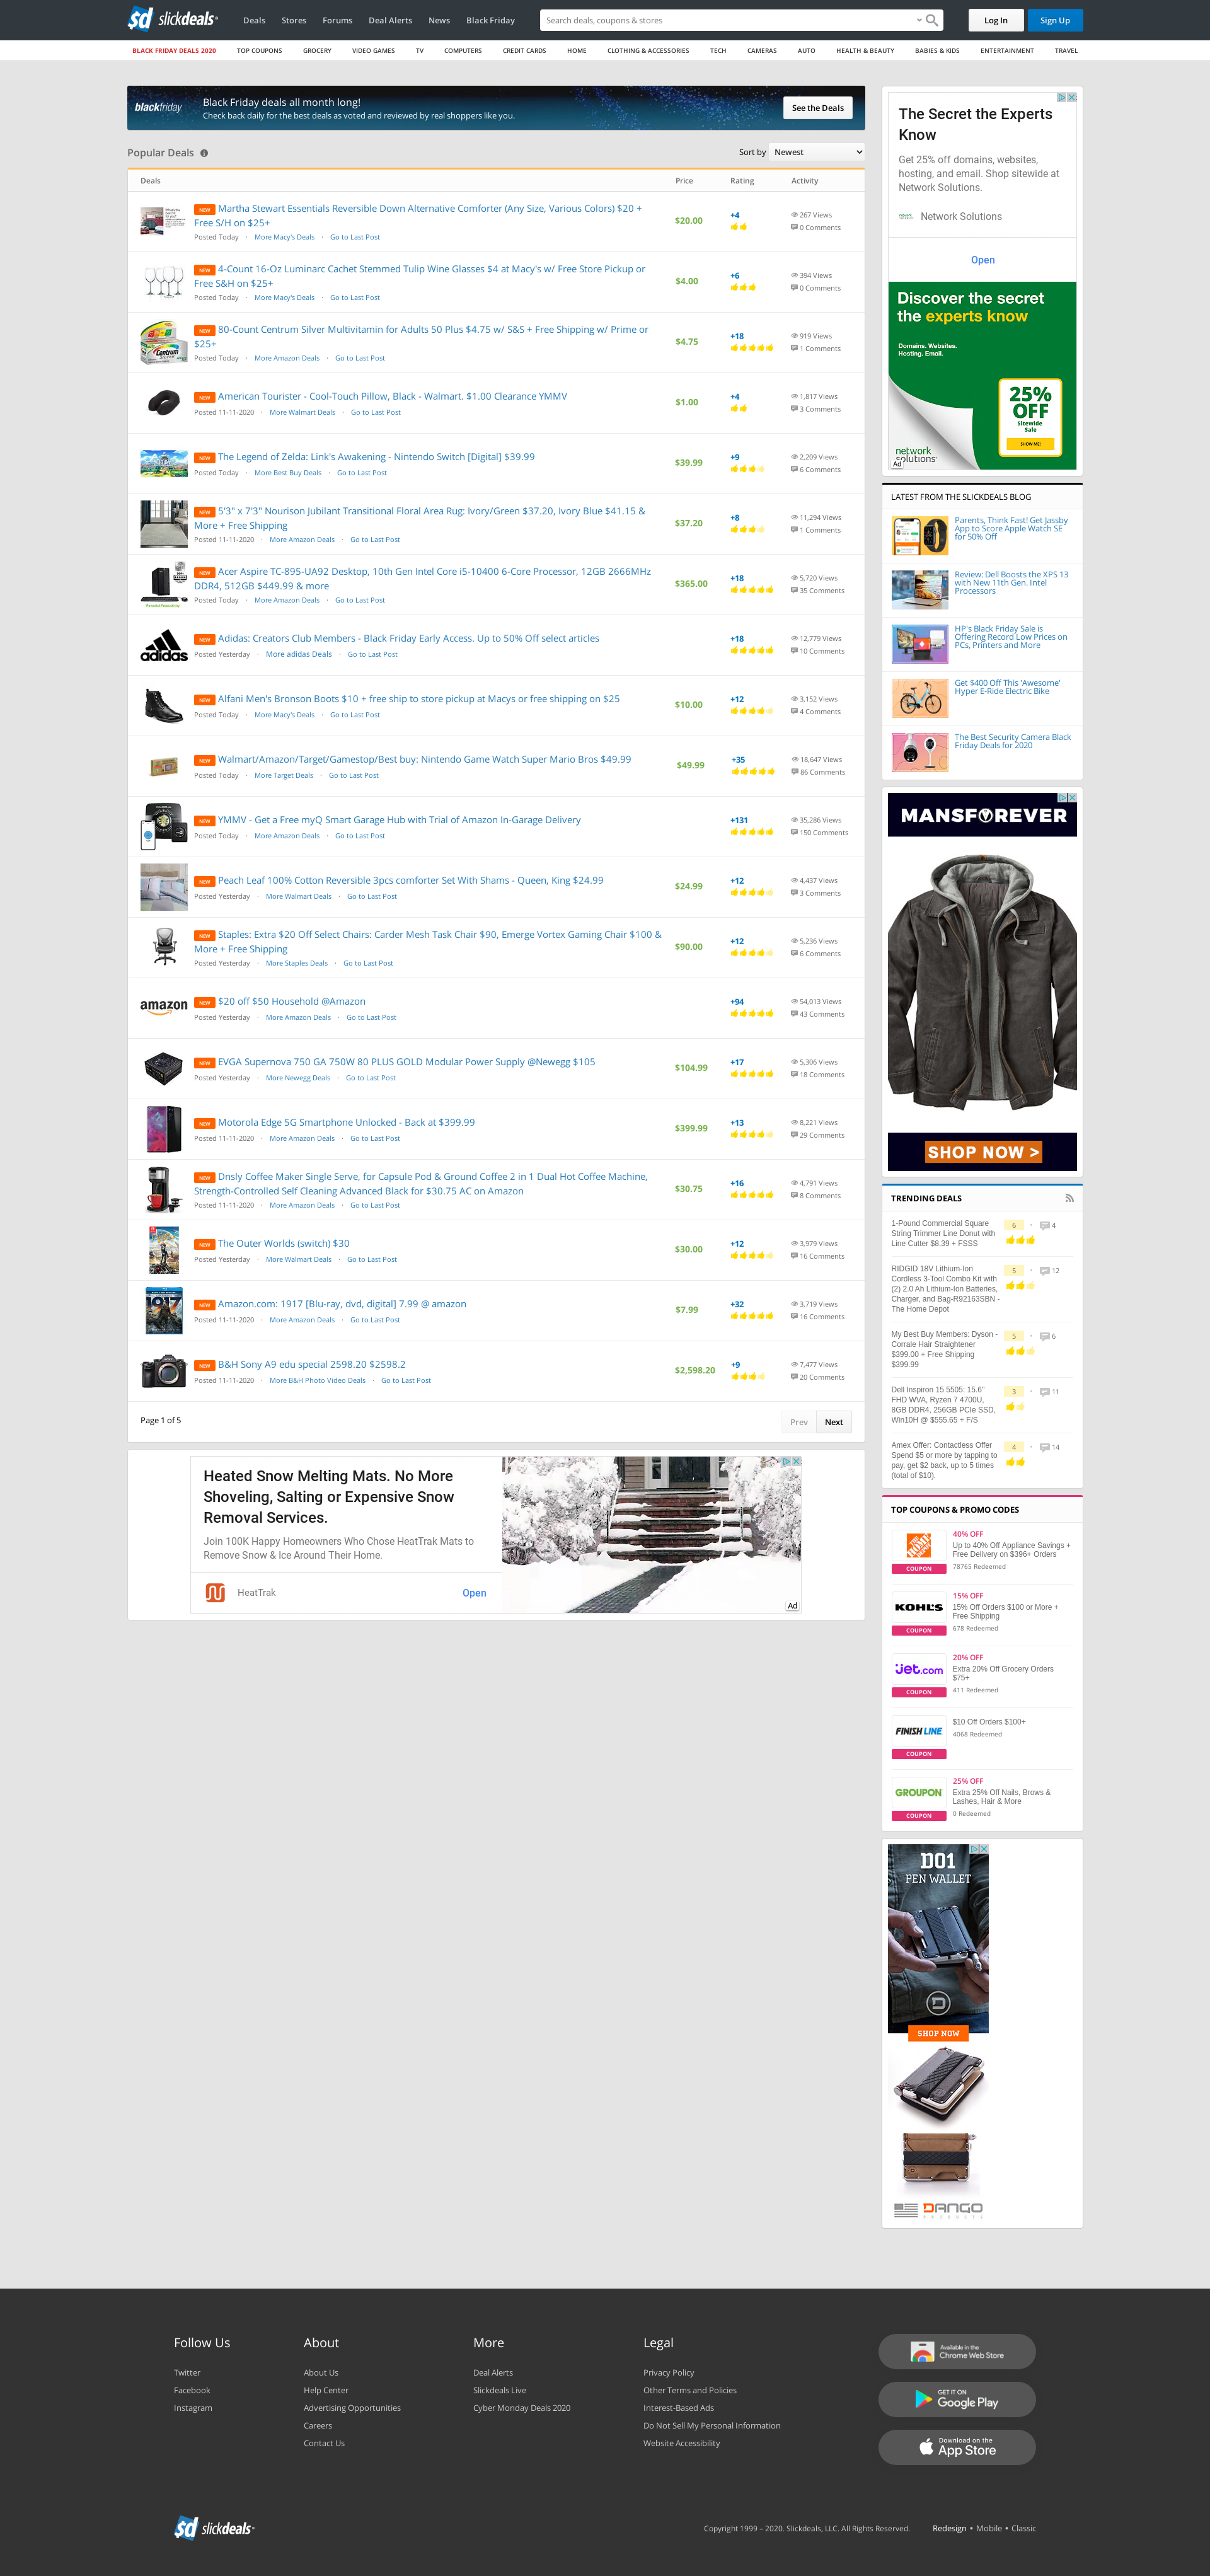 slickdeals
Deals
Stores
Forums
Deal Alerts
News
Black Friday
Search deals, coupons & stores
Log In
Sign Up
BLACK FRIDAY DEALS 2020
TOP COUPONS
GROCERY
VIDEO GAMES
TV
COMPUTERS
CREDIT CARDS
HOME
CLOTHING & ACCESSORIES
TECH
CAMERAS
AUTO
HEALTH & BEAUTY
BABIES & KIDS
ENTERTAINMENT
TRAVEL
blackfriday
Black Friday deals all month long!
Check back daily for the best deals as voted and reviewed by real shoppers like you.
See the Deals
Popular Deals
Sort by Newest
Deals Price Rating Activity
NEW Martha Stewart Essentials Reversible Down Alternative Comforter (Any Size, Various Colors) $20 +
Free S/H on $25+
Posted Today · More Macy's Deals · Go to Last Post
$20.00
+4
267 Views
0 Comments
NEW 4-Count 16-Oz Luminarc Cachet Stemmed Tulip Wine Glasses $4 at Macy's w/ Free Store Pickup or
Free S&H on $25+
Posted Today · More Macy's Deals · Go to Last Post
$4.00
+6
394 Views
0 Comments
NEW 80-Count Centrum Silver Multivitamin for Adults 50 Plus $4.75 w/ S&S + Free Shipping w/ Prime or
$25+
Posted Today · More Amazon Deals · Go to Last Post
$4.75
+18
919 Views
1 Comments
NEW American Tourister - Cool-Touch Pillow, Black - Walmart. $1.00 Clearance YMMV
Posted 11-11-2020 · More Walmart Deals · Go to Last Post
$1.00
+4
1,817 Views
3 Comments
NEW The Legend of Zelda: Link's Awakening - Nintendo Switch [Digital] $39.99
Posted Today · More Best Buy Deals · Go to Last Post
$39.99
+9
2,209 Views
6 Comments
NEW 5'3" x 7'3" Nourison Jubilant Transitional Floral Area Rug: Ivory/Green $37.20, Ivory Blue $41.15 &
More + Free Shipping
Posted 11-11-2020 · More Amazon Deals · Go to Last Post
$37.20
+8
11,294 Views
1 Comments
NEW Acer Aspire TC-895-UA92 Desktop, 10th Gen Intel Core i5-10400 6-Core Processor, 12GB 2666MHz
DDR4, 512GB $449.99 & more
Posted Today · More Amazon Deals · Go to Last Post
$365.00
+18
5,720 Views
35 Comments
adidas
NEW Adidas: Creators Club Members - Black Friday Early Access. Up to 50% Off select articles
Posted Yesterday · More adidas Deals · Go to Last Post
+18
12,779 Views
10 Comments
NEW Alfani Men's Bronson Boots $10 + free ship to store pickup at Macys or free shipping on $25
Posted Today · More Macy's Deals · Go to Last Post
$10.00
+12
3,152 Views
4 Comments
NEW Walmart/Amazon/Target/Gamestop/Best buy: Nintendo Game Watch Super Mario Bros $49.99
Posted Today · More Target Deals · Go to Last Post
$49.99
+35
18,647 Views
86 Comments
NEW YMMV - Get a Free myQ Smart Garage Hub with Trial of Amazon In-Garage Delivery
Posted Today · More Amazon Deals · Go to Last Post
+131
35,286 Views
150 Comments
NEW Peach Leaf 100% Cotton Reversible 3pcs comforter Set With Shams - Queen, King $24.99
Posted Yesterday · More Walmart Deals · Go to Last Post
$24.99
+12
4,437 Views
3 Comments
NEW Staples: Extra $20 Off Select Chairs: Carder Mesh Task Chair $90, Emerge Vortex Gaming Chair $100 &
More + Free Shipping
Posted Yesterday · More Staples Deals · Go to Last Post
$90.00
+12
5,236 Views
6 Comments
amazon
NEW $20 off $50 Household @Amazon
Posted Yesterday · More Amazon Deals · Go to Last Post
+94
54,013 Views
43 Comments
NEW EVGA Supernova 750 GA 750W 80 PLUS GOLD Modular Power Supply @Newegg $105
Posted Yesterday · More Newegg Deals · Go to Last Post
$104.99
+17
5,306 Views
18 Comments
NEW Motorola Edge 5G Smartphone Unlocked - Back at $399.99
Posted 11-11-2020 · More Amazon Deals · Go to Last Post
$399.99
+13
8,221 Views
29 Comments
NEW Dnsly Coffee Maker Single Serve, for Capsule Pod & Ground Coffee 2 in 1 Dual Hot Coffee Machine,
Strength-Controlled Self Cleaning Advanced Black for $30.75 AC on Amazon
Posted 11-11-2020 · More Amazon Deals · Go to Last Post
$30.75
+16
4,791 Views
8 Comments
NEW The Outer Worlds (switch) $30
Posted Yesterday · More Walmart Deals · Go to Last Post
$30.00
+12
3,979 Views
16 Comments
NEW Amazon.com: 1917 [Blu-ray, dvd, digital] 7.99 @ amazon
Posted 11-11-2020 · More Amazon Deals · Go to Last Post
$7.99
+32
3,719 Views
16 Comments
NEW B&H Sony A9 edu special 2598.20 $2598.2
Posted 11-11-2020 · More B&H Photo Video Deals · Go to Last Post
$2,598.20
+9
7,477 Views
20 Comments
Page 1 of 5
Prev
Next
Heated Snow Melting Mats. No More
Shoveling, Salting or Expensive Snow
Removal Services.
Join 100K Happy Homeowners Who Chose HeatTrak Mats to
Remove Snow & Ice Around Their Home.
HeatTrak
Open
Ad
The Secret the Experts
Know
Get 25% off domains, websites,
hosting, and email. Shop sitewide at
Network Solutions.
Network Solutions
Open
Discover the secret
the experts know
Domains. Websites.
Hosting. Email.
25%
OFF
Sitewide
Sale
SHOW ME!
network
solutions
Ad
LATEST FROM THE SLICKDEALS BLOG
Parents, Think Fast! Get Jassby
App to Score Apple Watch SE
for 50% Off
Review: Dell Boosts the XPS 13
with New 11th Gen. Intel
Processors
HP's Black Friday Sale is
Offering Record Low Prices on
PCs, Printers and More
Get $400 Off This 'Awesome'
Hyper E-Ride Electric Bike
The Best Security Camera Black
Friday Deals for 2020
MANSFOREVER
SHOP NOW >
TRENDING DEALS
1-Pound Commercial Square
String Trimmer Line Donut with
Line Cutter $8.39 + FSSS
6 · 4
RIDGID 18V Lithium-Ion
Cordless 3-Tool Combo Kit with
(2) 2.0 Ah Lithium-Ion Batteries,
Charger, and Bag-R92163SBN -
The Home Depot
5 · 12
My Best Buy Members: Dyson -
Corrale Hair Straightener
$399.00 + Free Shipping
$399.99
5 · 6
Dell Inspiron 15 5505: 15.6"
FHD WVA, Ryzen 7 4700U,
8GB DDR4, 256GB PCIe SSD,
Win10H @ $555.65 + F/S
3 · 11
Amex Offer: Contactless Offer
Spend $5 or more by tapping to
pay, get $2 back, up to 5 times
(total of $10).
4 · 14
TOP COUPONS & PROMO CODES
COUPON
40% OFF
Up to 40% Off Appliance Savings +
Free Delivery on $396+ Orders
78765 Redeemed
KOHL'S
COUPON
15% OFF
15% Off Orders $100 or More +
Free Shipping
678 Redeemed
jet.com
COUPON
20% OFF
Extra 20% Off Grocery Orders
$75+
411 Redeemed
FINISH LINE
COUPON
$10 Off Orders $100+
4068 Redeemed
GROUPON
COUPON
25% OFF
Extra 25% Off Nails, Brows &
Lashes, Hair & More
0 Redeemed
D01
PEN WALLET
SHOP NOW
DANGO
PRODUCTS
Follow Us
Twitter
Facebook
Instagram
About
About Us
Help Center
Advertising Opportunities
Careers
Contact Us
More
Deal Alerts
Slickdeals Live
Cyber Monday Deals 2020
Legal
Privacy Policy
Other Terms and Policies
Interest-Based Ads
Do Not Sell My Personal Information
Website Accessibility
Available in the
Chrome Web Store
GET IT ON
Google Play
Download on the
App Store
slickdeals
Copyright 1999 – 2020. Slickdeals, LLC. All Rights Reserved.
Redesign • Mobile • Classic